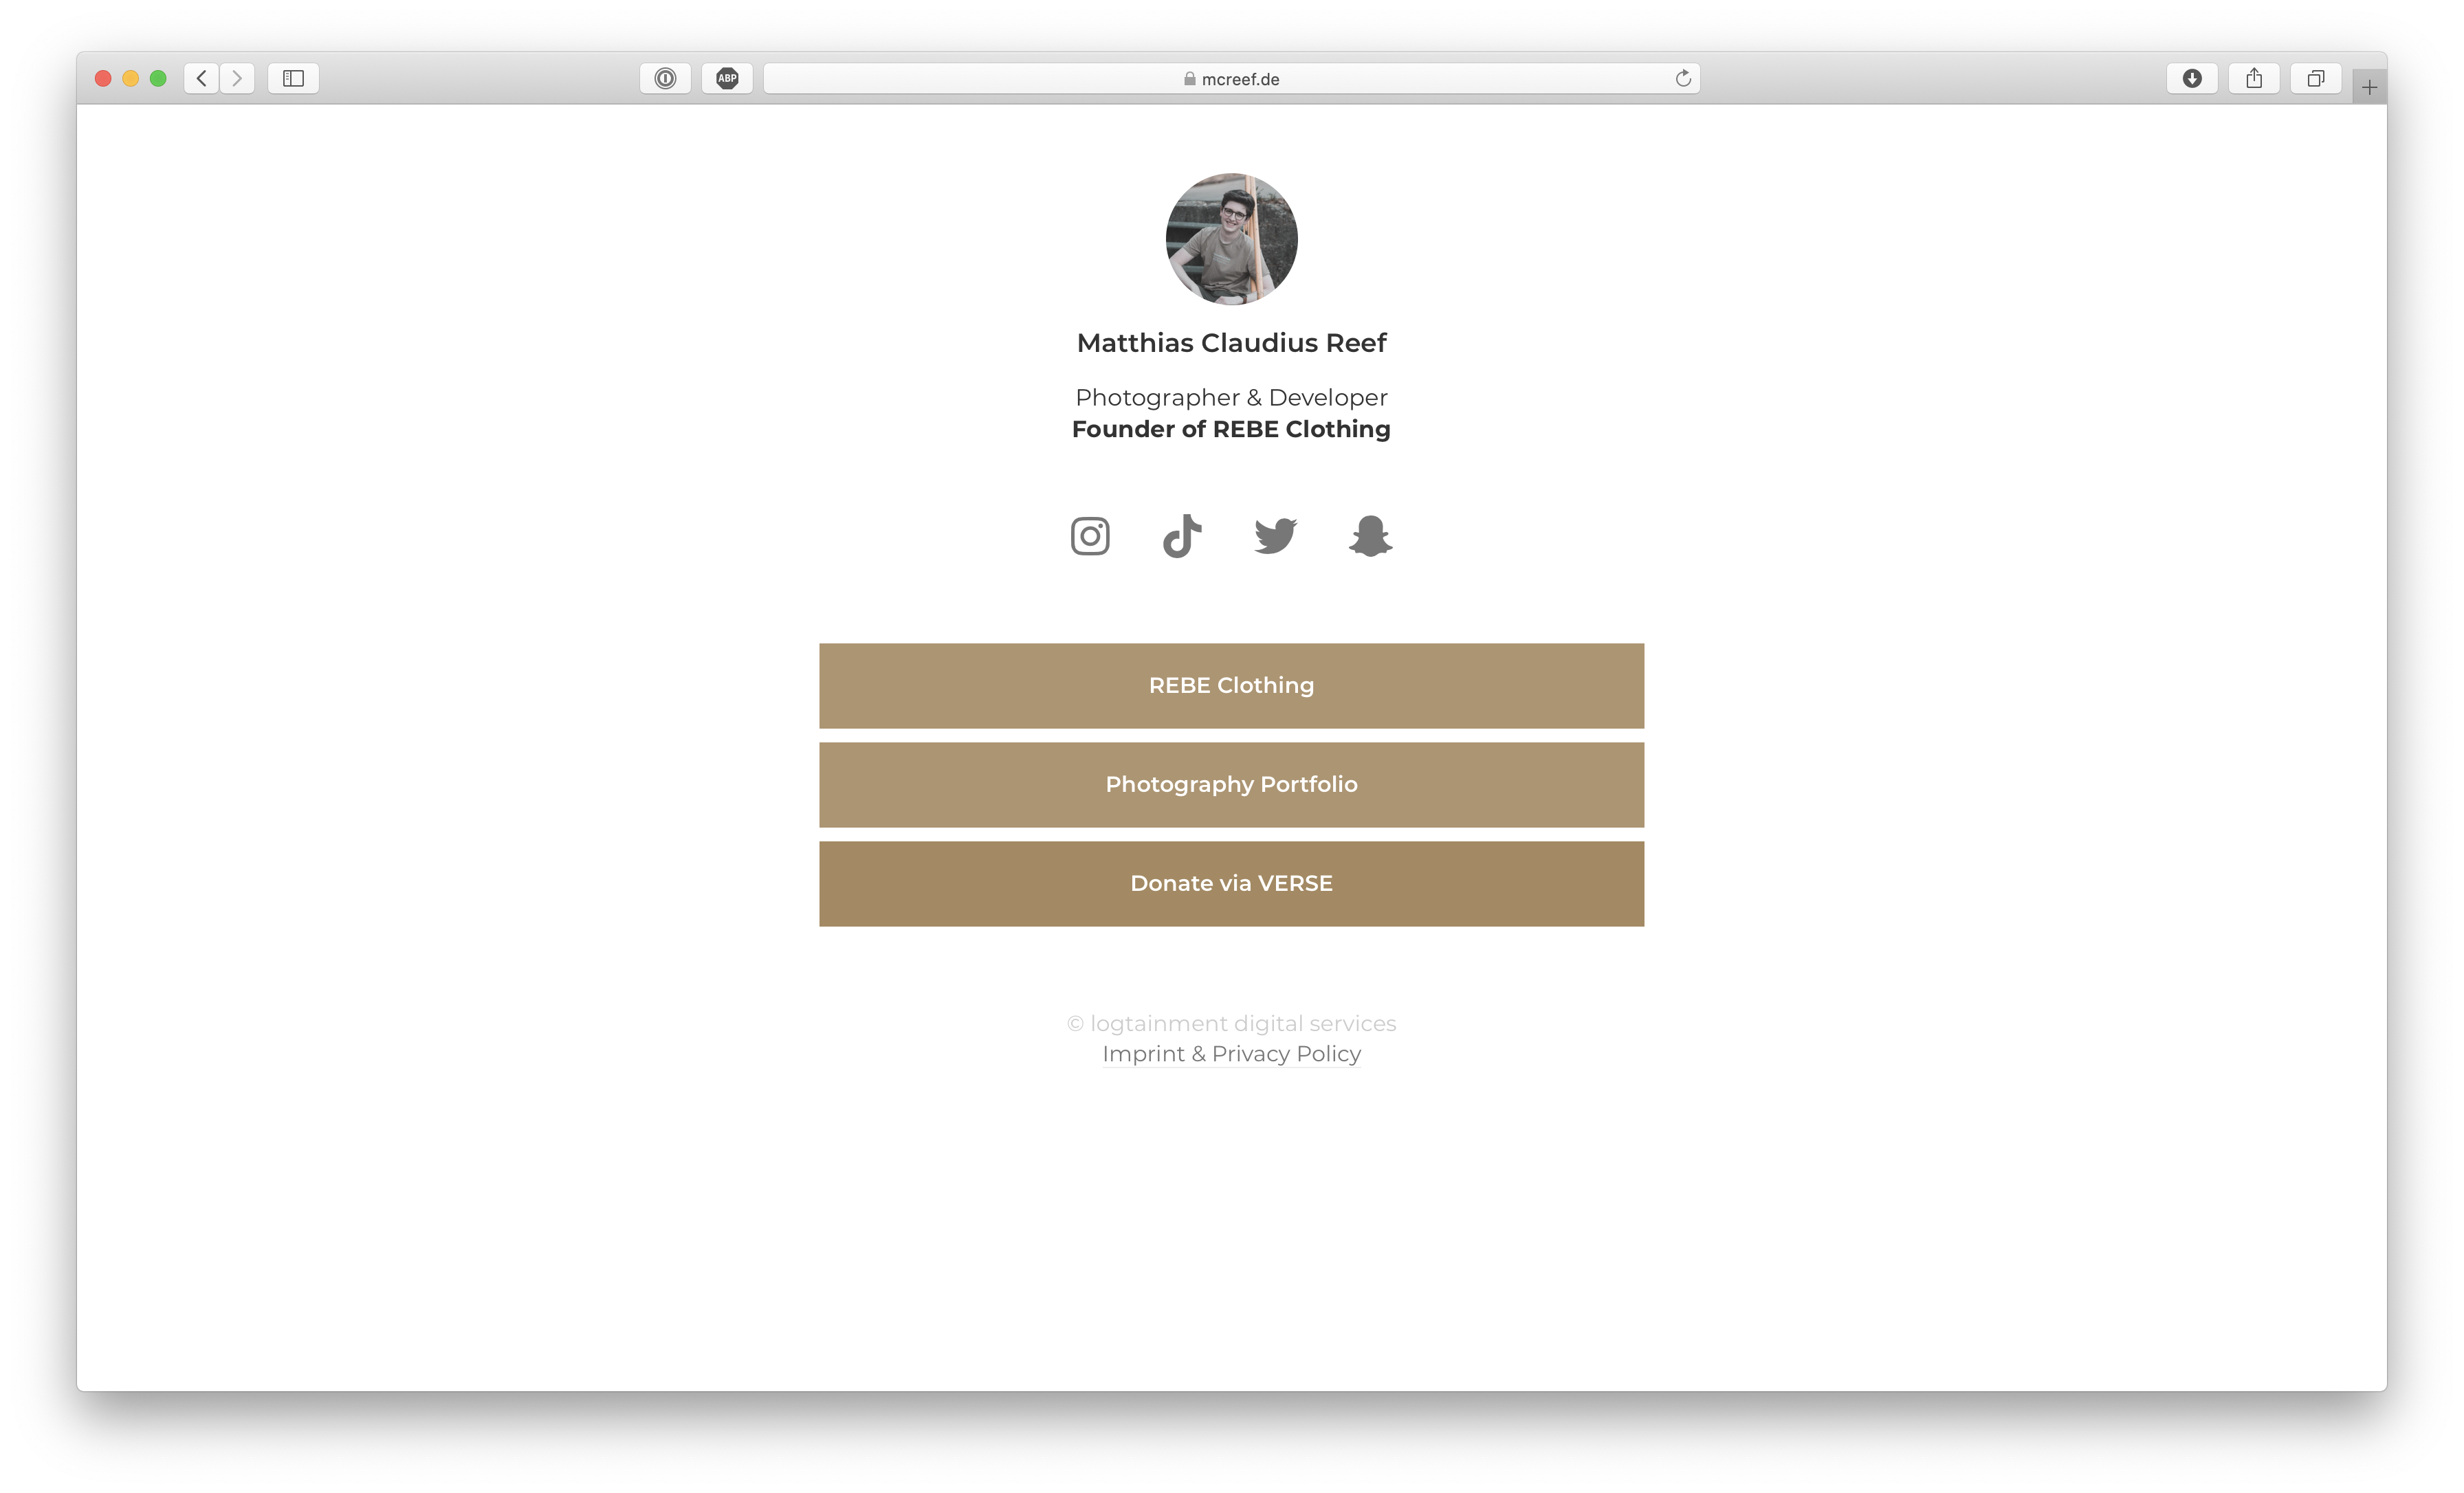 ABP
mcreef.de
Matthias Claudius Reef
Photographer & Developer
Founder of REBE Clothing
REBE Clothing
Photography Portfolio
Donate via VERSE
© logtainment digital services
Imprint & Privacy Policy